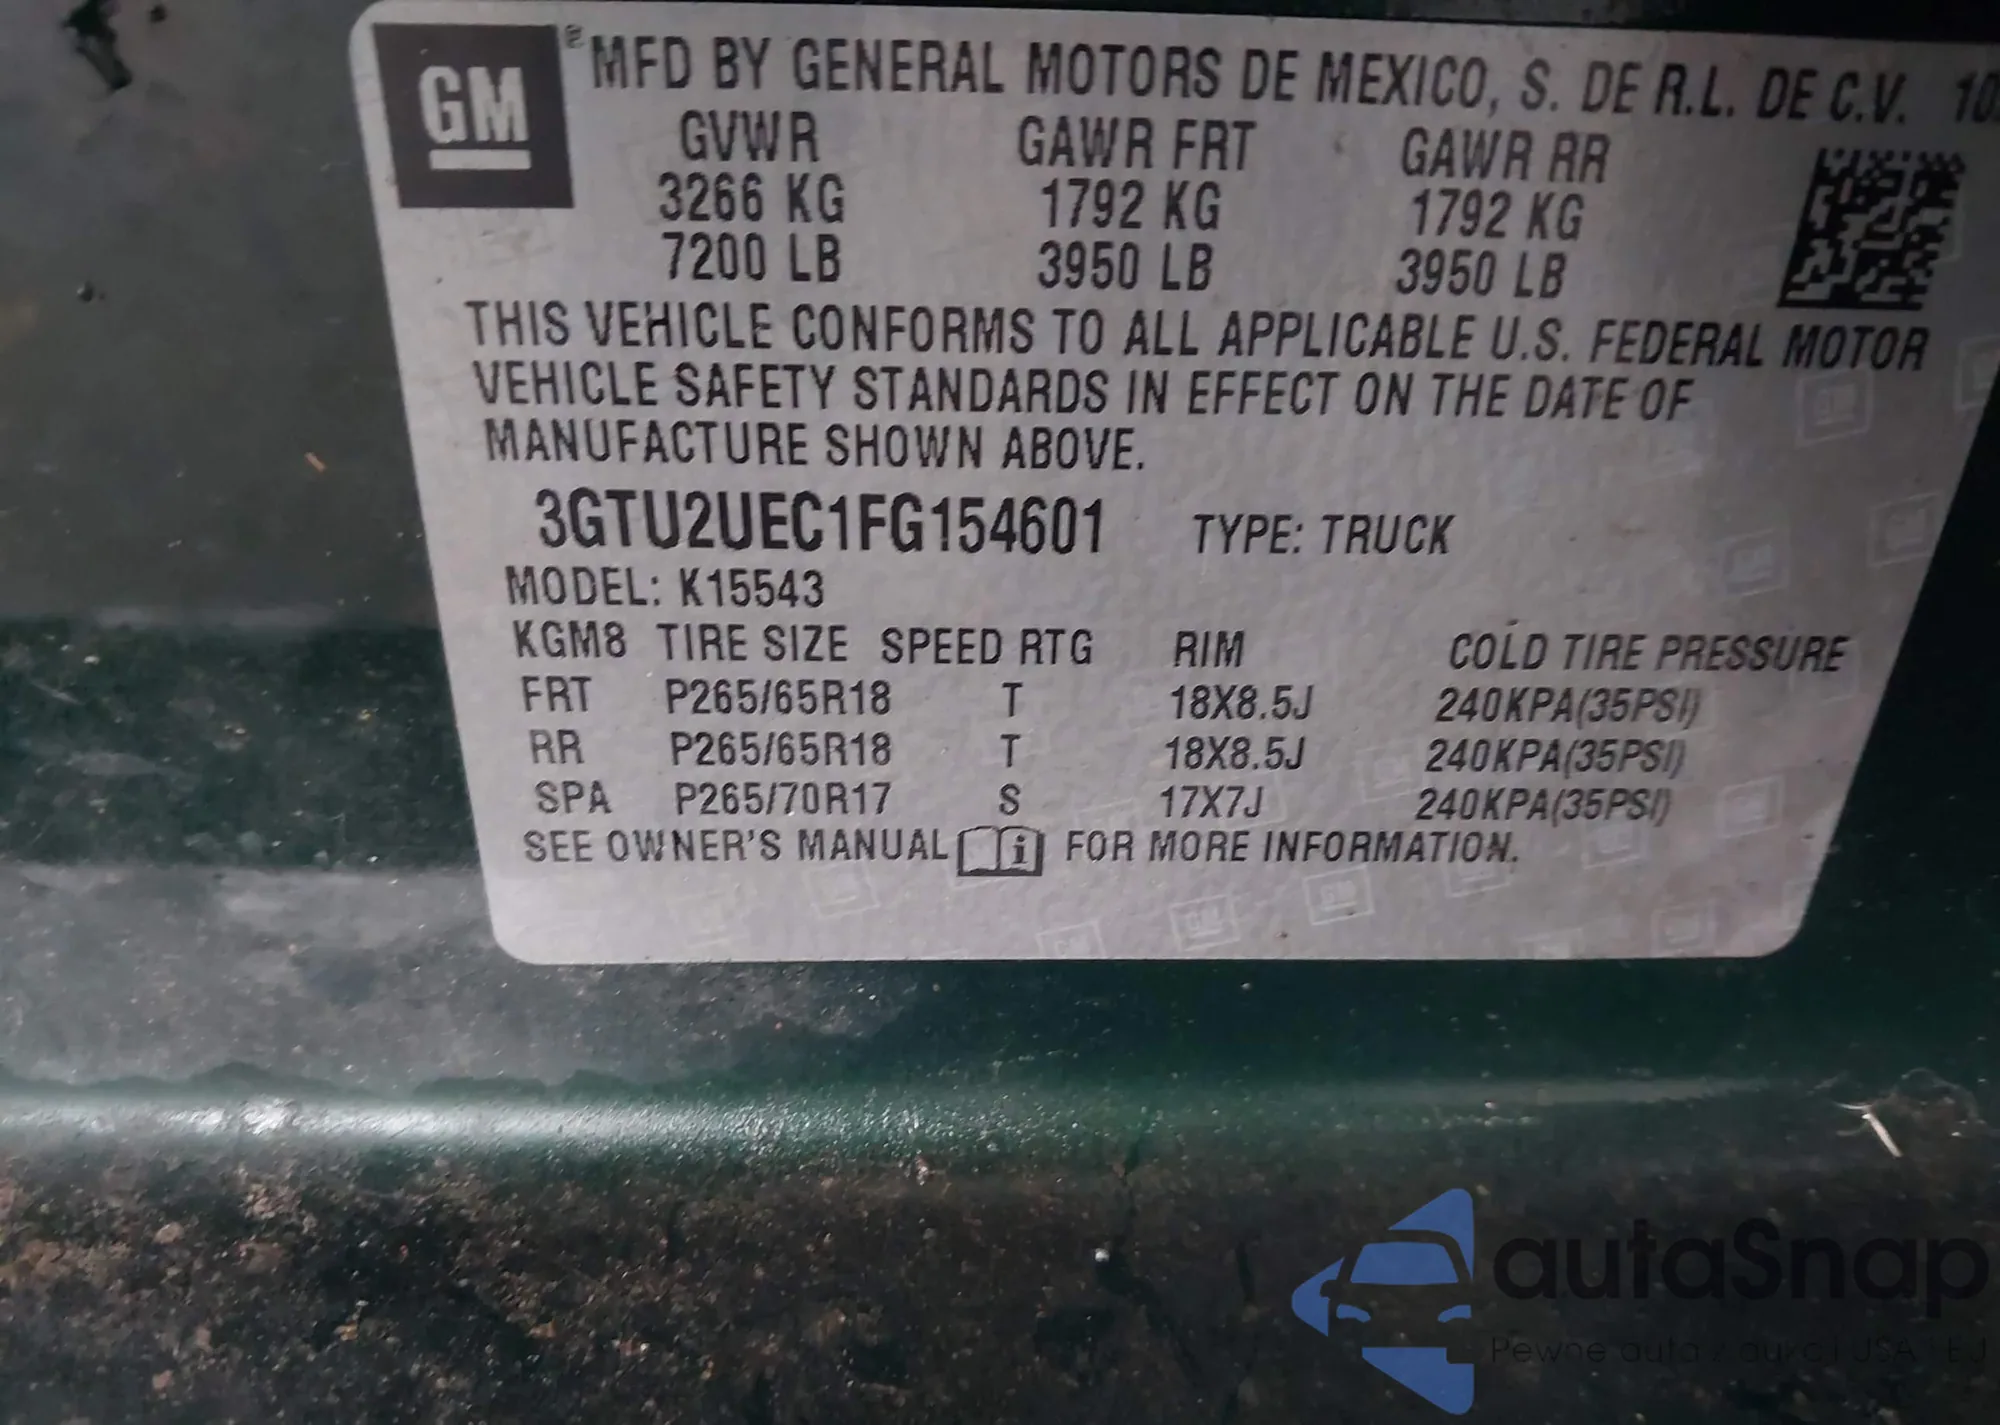 GM ® MFD BY GENERAL MOTORS DE MEXICO, S. DE R.L. DE C.V.
GVWR GAWR FRT GAWR RR
3266 KG 1792 KG 1792 KG
7200 LB 3950 LB 3950 LB
THIS VEHICLE CONFORMS TO ALL APPLICABLE U.S. FEDERAL MOTOR
VEHICLE SAFETY STANDARDS IN EFFECT ON THE DATE OF
MANUFACTURE SHOWN ABOVE.
3GTU2UEC1FG154601 TYPE: TRUCK
MODEL: K15543
KGM8 TIRE SIZE SPEED RTG RIM COLD TIRE PRESSURE
FRT P265/65R18 T 18X8.5J 240KPA(35PSI)
RR P265/65R18 T 18X8.5J 240KPA(35PSI)
SPA P265/70R17 S 17X7J 240KPA(35PSI)
SEE OWNER'S MANUAL i FOR MORE INFORMATION.
autaSnap
Pewne auta z aukcji USA